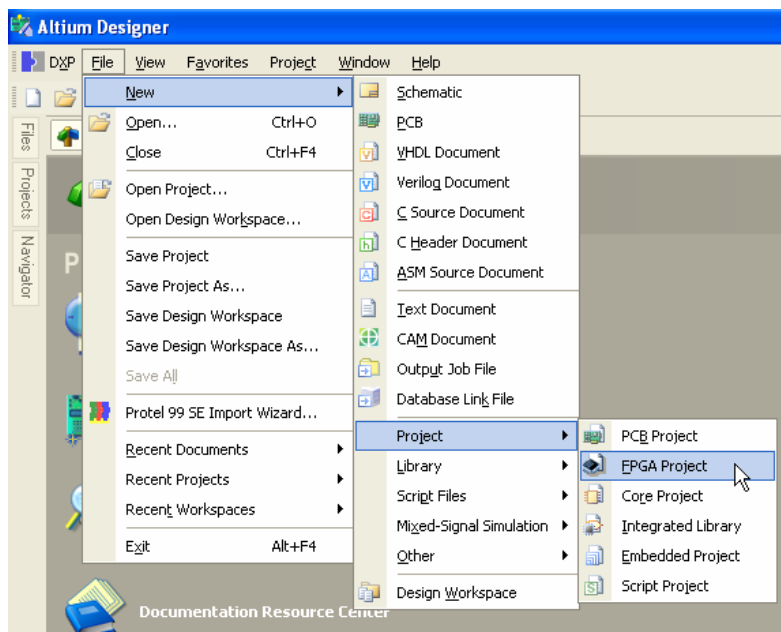 Altium Designer
DXP File View Favorites Project Window Help
Files
Projects
Navigator
P
New
Open... Ctrl+O
Close Ctrl+F4
Open Project...
Open Design Workspace...
Save Project
Save Project As...
Save Design Workspace
Save Design Workspace As...
Save All
Protel 99 SE Import Wizard...
Recent Documents
Recent Projects
Recent Workspaces
Exit Alt+F4
Schematic
PCB
VHDL Document
Verilog Document
C Source Document
C Header Document
ASM Source Document
Text Document
CAM Document
Output Job File
Database Link File
Project
Library
Script Files
Mixed-Signal Simulation
Other
Design Workspace
PCB Project
FPGA Project
Core Project
Integrated Library
Embedded Project
Script Project
Documentation Resource Center